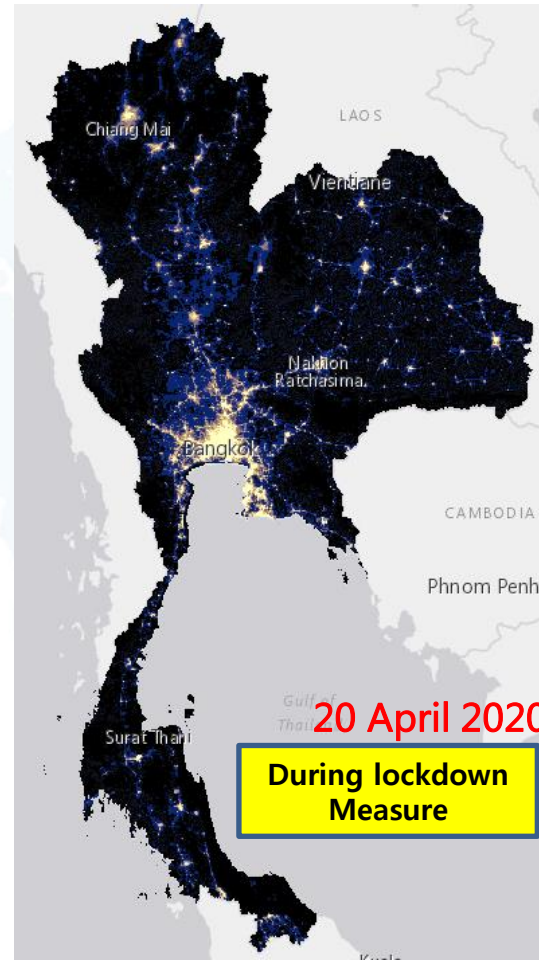 LAOS
Chiang Mai
Vientiane
Nakhon
Ratchasima
Bangkok
CAMBODIA
Phnom Penh
Gulf of
Thailand
20 April 2020
Surat Thani
During lockdown
Measure